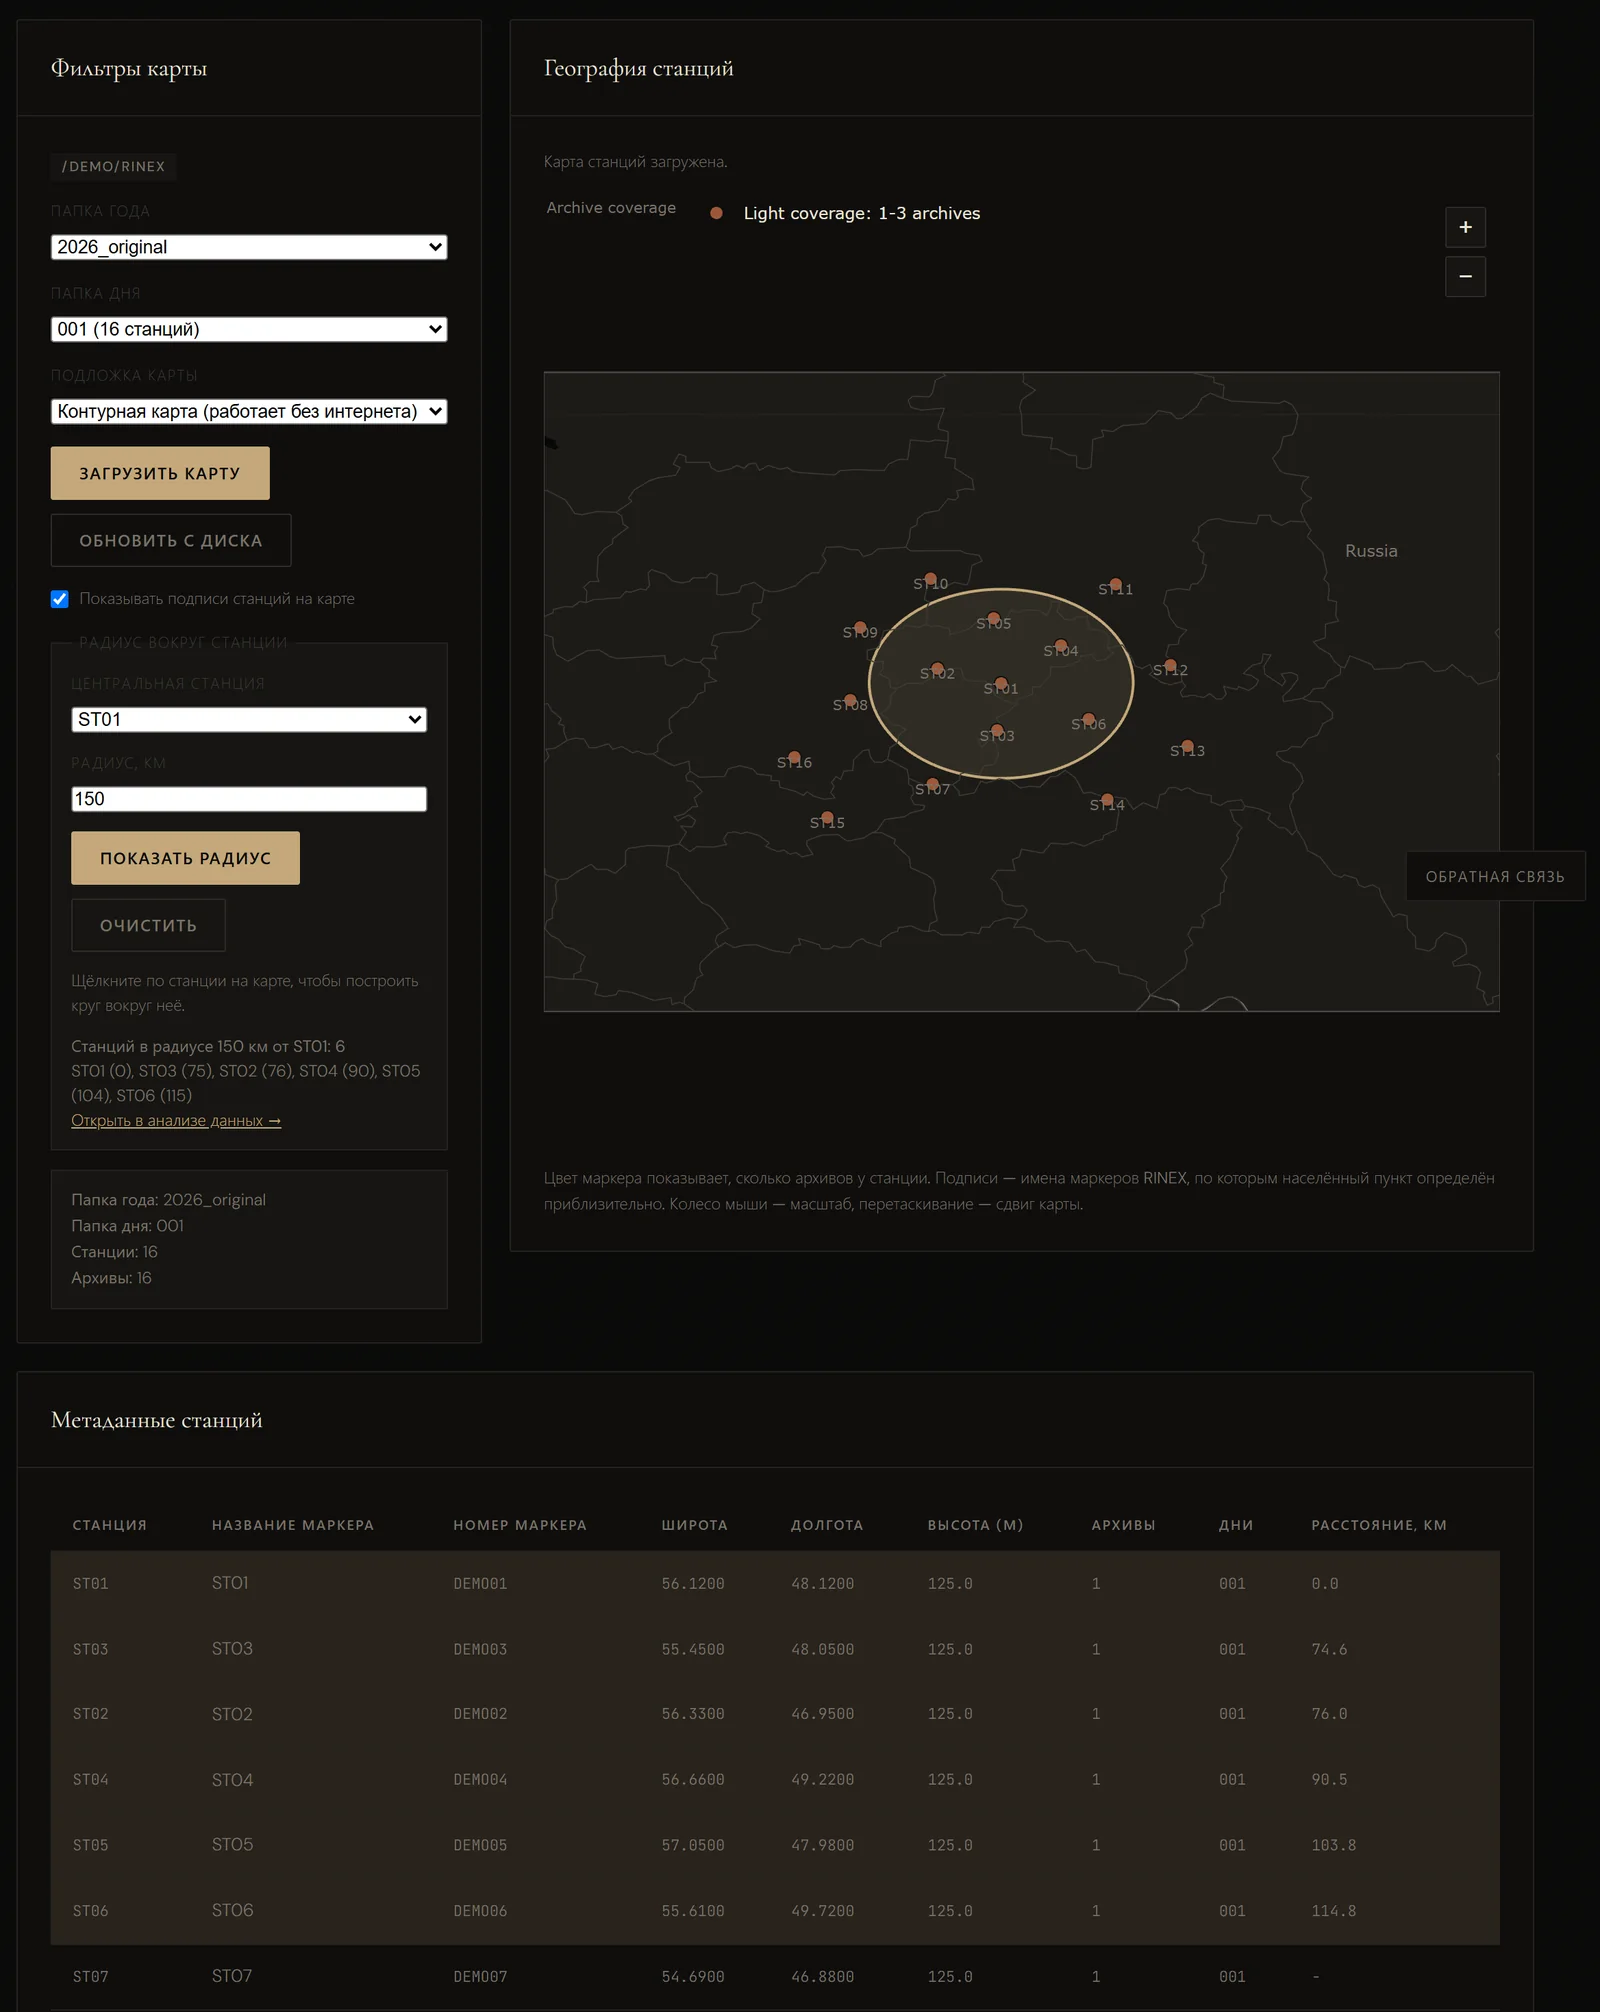 Фильтры карты
/DEMO/RINEX
ПАПКА ГОДА
2026_original
ПАПКА ДНЯ
001 (16 станций)
ПОДЛОЖКА КАРТЫ
Контурная карта (работает без интернета)
ЗАГРУЗИТЬ КАРТУ
ОБНОВИТЬ С ДИСКА
Показывать подписи станций на карте
РАДИУС ВОКРУГ СТАНЦИИ
ЦЕНТРАЛЬНАЯ СТАНЦИЯ
ST01
РАДИУС, КМ
150
ПОКАЗАТЬ РАДИУС
ОЧИСТИТЬ
Щёлкните по станции на карте, чтобы построить
круг вокруг неё.
Станций в радиусе 150 км от ST01: 6
ST01 (0), ST03 (75), ST02 (76), ST04 (90), ST05
(104), ST06 (115)
Открыть в анализе данных →
Папка года: 2026_original
Папка дня: 001
Станции: 16
Архивы: 16
География станций
Карта станций загружена.
Archive coverage
Light coverage: 1-3 archives
+
−
Russia
ST10
ST11
ST05
ST09
ST04
ST02
ST12
ST01
ST08
ST06
ST03
ST13
ST16
ST07
ST14
ST15
ОБРАТНАЯ СВЯЗЬ
Цвет маркера показывает, сколько архивов у станции. Подписи — имена маркеров RINEX, по которым населённый пункт определён
приблизительно. Колесо мыши — масштаб, перетаскивание — сдвиг карты.
Метаданные станций
СТАНЦИЯ НАЗВАНИЕ МАРКЕРА НОМЕР МАРКЕРА ШИРОТА ДОЛГОТА ВЫСОТА (М) АРХИВЫ ДНИ РАССТОЯНИЕ, КМ
ST01 ST01 DEMO01 56.1200 48.1200 125.0 1 001 0.0
ST03 ST03 DEMO03 55.4500 48.0500 125.0 1 001 74.6
ST02 ST02 DEMO02 56.3300 46.9500 125.0 1 001 76.0
ST04 ST04 DEMO04 56.6600 49.2200 125.0 1 001 90.5
ST05 ST05 DEMO05 57.0500 47.9800 125.0 1 001 103.8
ST06 ST06 DEMO06 55.6100 49.7200 125.0 1 001 114.8
ST07 ST07 DEMO07 54.6900 46.8800 125.0 1 001 -